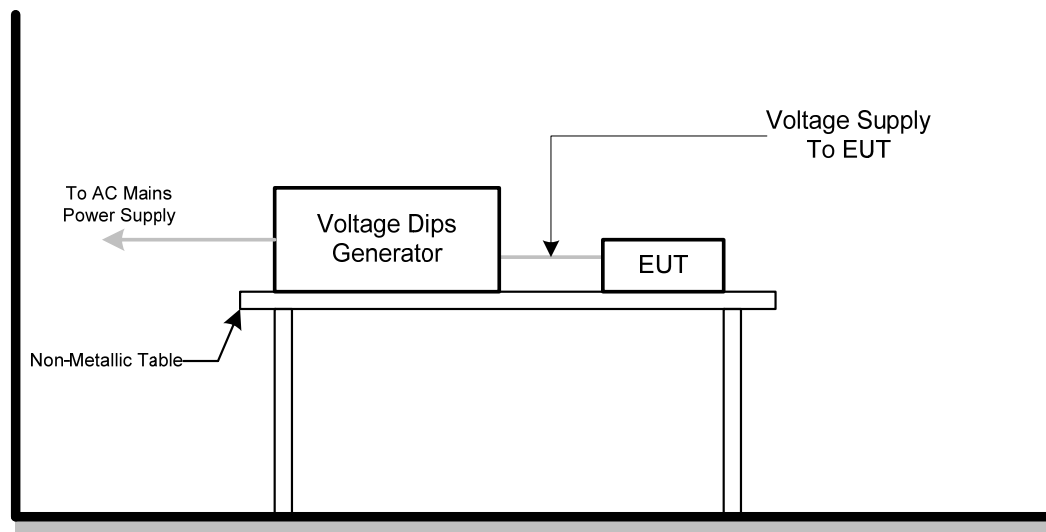 Voltage Supply
To EUT
To AC Mains
Power Supply
Voltage Dips
Generator
EUT
Non-Metallic Table